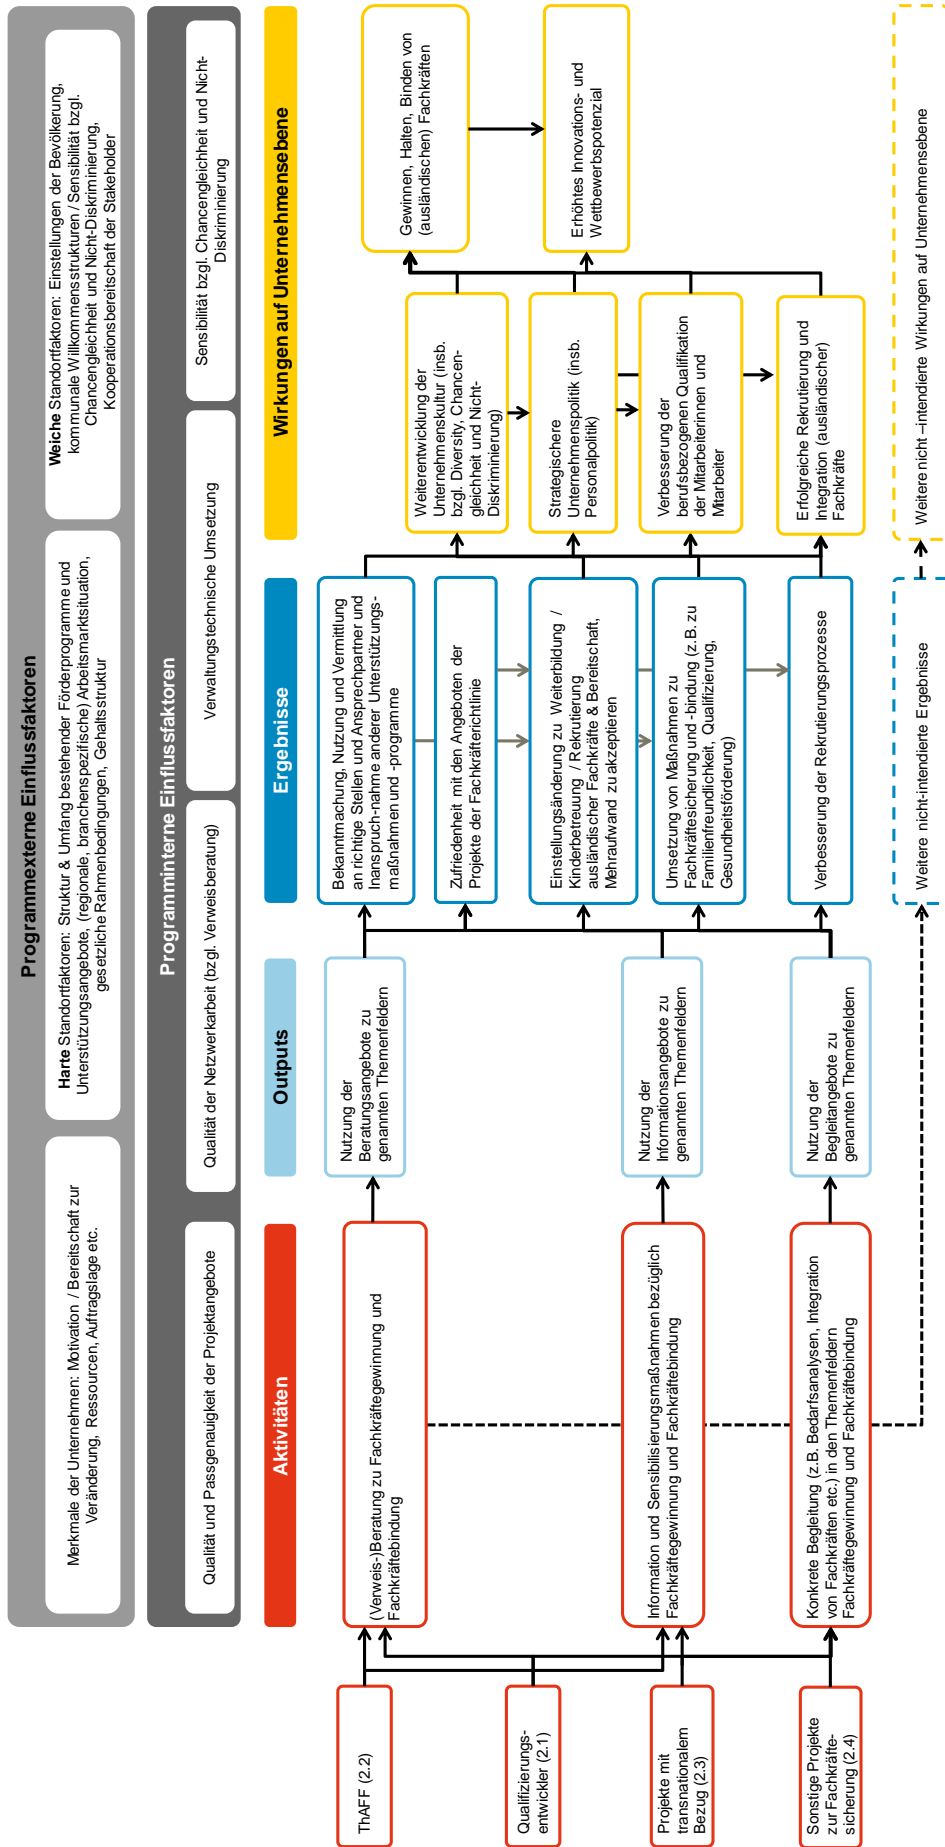 Programmexterne Einflussfaktoren
Merkmale der Unternehmen: Motivation / Bereitschaft zur
Veränderung, Ressourcen, Auftragslage etc.
Harte Standortfaktoren: Struktur & Umfang bestehender Förderprogramme und
Unterstützungsangebote, (regionale, branchenspezifische) Arbeitsmarktsituation,
gesetzliche Rahmenbedingungen, Gehaltsstruktur
Weiche Standortfaktoren: Einstellungen der Bevölkerung,
kommunale Willkommensstrukturen / Sensibilität bzgl.
Chancengleichheit und Nicht-Diskriminierung,
Kooperationsbereitschaft der Stakeholder
Programminterne Einflussfaktoren
Qualität und Passgenauigkeit der Projektangebote
Qualität der Netzwerkarbeit (bzgl. Verweisberatung)
Verwaltungstechnische Umsetzung
Sensibilität bzgl. Chancengleichheit und Nicht-
Diskriminierung
Aktivitäten
Outputs
Ergebnisse
Wirkungen auf Unternehmensebene
ThAFF (2.2)
Qualifizierungs-
entwickler (2.1)
Projekte mit
transnationalem
Bezug (2.3)
Sonstige Projekte
zur Fachkräfte-
sicherung (2.4)
(Verweis-)Beratung zu Fachkräftegewinnung und
Fachkräftebindung
Information und Sensibilisierungsmaßnahmen bezüglich
Fachkräftegewinnung und Fachkräftebindung
Konkrete Begleitung (z.B. Bedarfsanalysen, Integration
von Fachkräften etc.) in den Themenfeldern
Fachkräftegewinnung und Fachkräftebindung
Nutzung der
Beratungsangebote zu
genannten Themenfeldern
Nutzung der
Informationsangebote zu
genannten Themenfeldern
Nutzung der
Begleitangebote zu
genannten Themenfeldern
Bekanntmachung, Nutzung und Vermittlung
an richtige Stellen und Ansprechpartner und
Inanspruch-nahme anderer Unterstützungs-
maßnahmen und -programme
Zufriedenheit mit den Angeboten der
Projekte der Fachkräfterichtlinie
Einstellungsänderung zu Weiterbildung /
Kinderbetreuung / Rekrutierung
ausländischer Fachkräfte & Bereitschaft,
Mehraufwand zu akzeptieren
Umsetzung von Maßnahmen zu
Fachkräftesicherung und -bindung (z.B. zu
Familienfreundlichkeit, Qualifizierung,
Gesundheitsförderung)
Verbesserung der Rekrutierungsprozesse
Weitere nicht-intendierte Ergebnisse
Weiterentwicklung der
Unternehmenskultur (insb.
bzgl. Diversity, Chancen-
gleichheit und Nicht-
Diskriminierung)
Strategischere
Unternehmenspolitik (insb.
Personalpolitik)
Verbesserung der
berufsbezogenen Qualifikation
der Mitarbeiterinnen und
Mitarbeiter
Erfolgreiche Rekrutierung und
Integration (ausländischer)
Fachkräfte
Gewinnen, Halten, Binden von
(ausländischen) Fachkräften
Erhöhtes Innovations- und
Wettbewerbspotenzial
Weitere nicht –intendierte Wirkungen auf Unternehmensebene